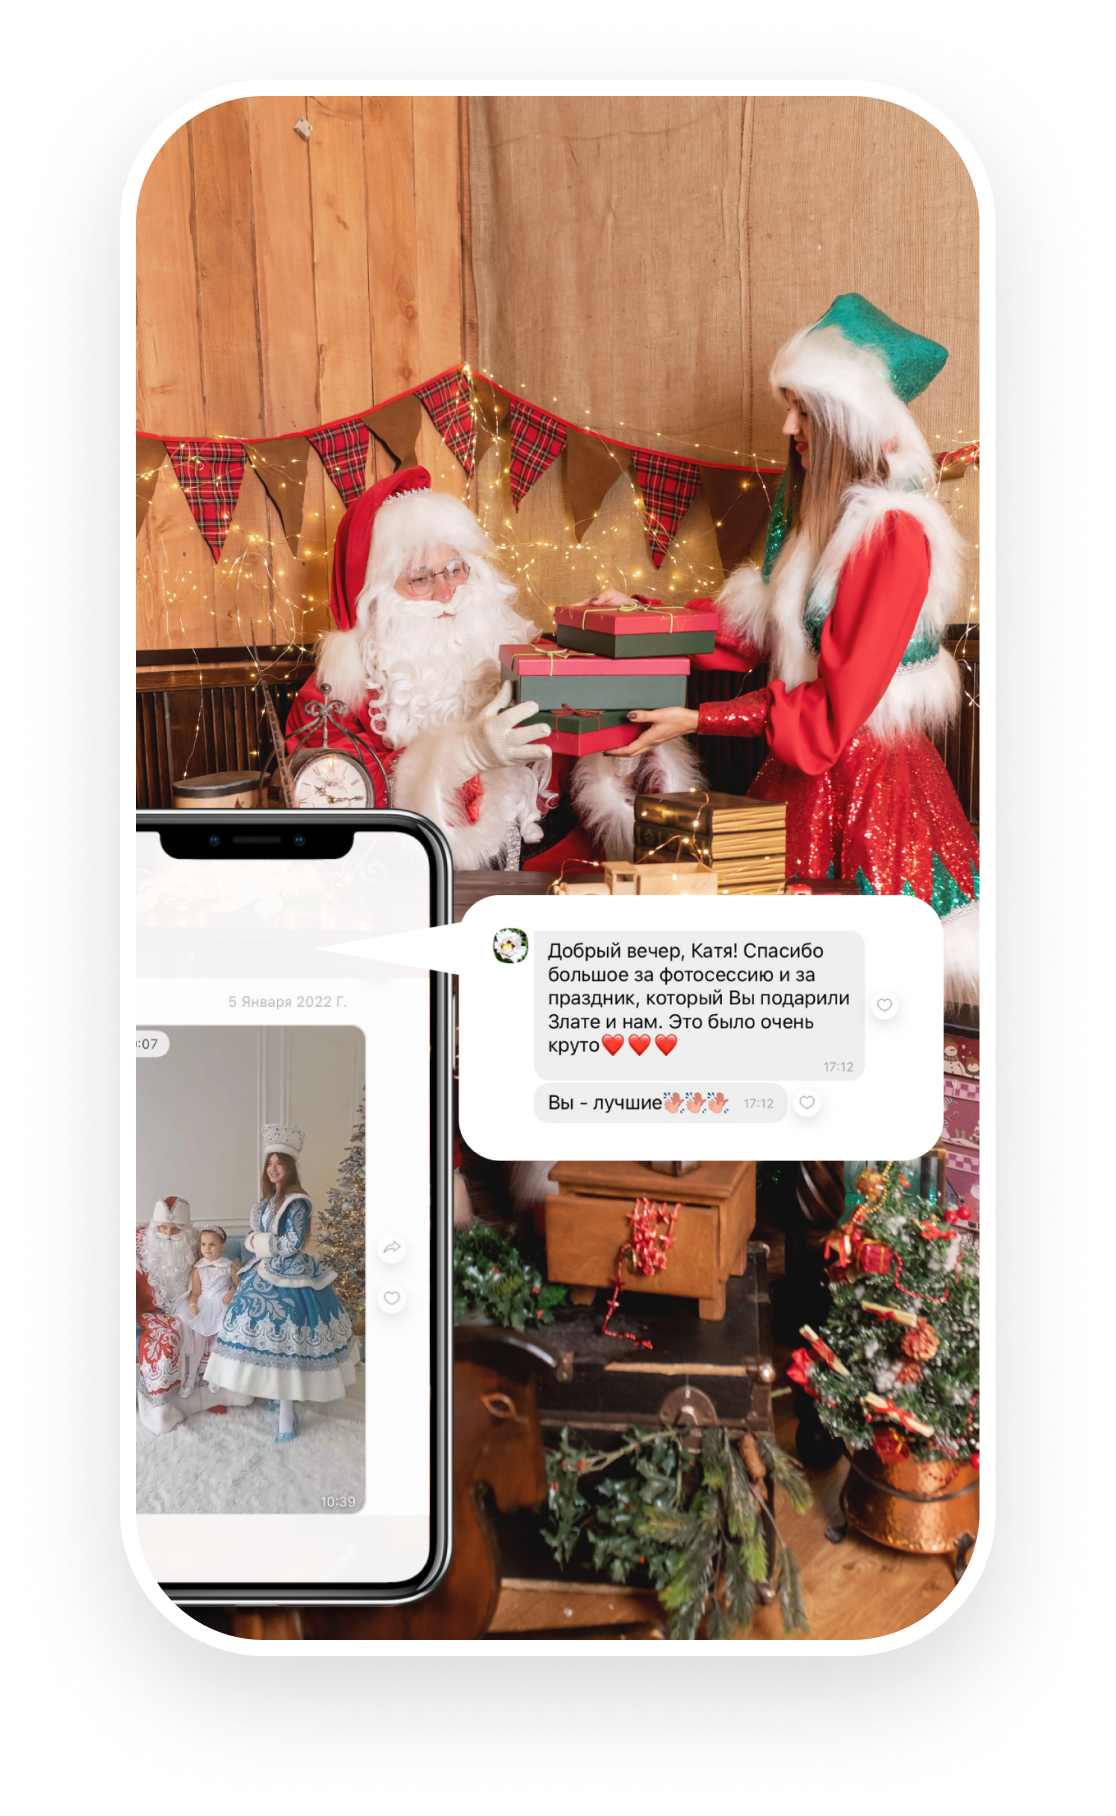 Добрый вечер, Катя! Спасибо
большое за фотосессию и за
праздник, который Вы подарили
Злате и нам. Это было очень
круто❤️❤️❤️
17:12
Вы - лучшие👏🏻👏🏻👏🏻 17:12
5 Января 2022 Г.
:07
10:39